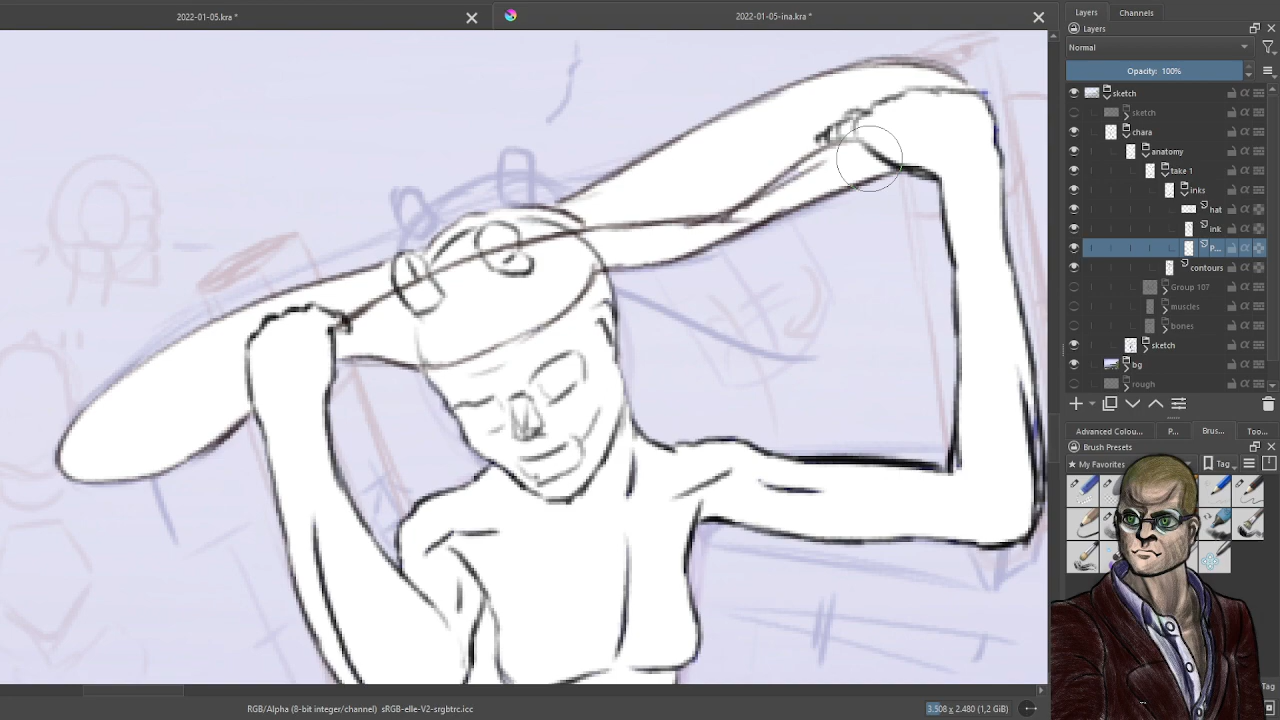 2022-01-05.kra *
2022-01-05-ina.kra *
Layers
Channels
Layers
Normal
Opacity: 100%
sketch
sketch
chara
anatomy
take 1
inks
hat
ink
P...
contours
Group 107
muscles
bones
sketch
bg
rough
Advanced Colou...
P...
Brus...
Too...
Brush Presets
★ My Favorites
Tag
Tag
RGB/Alpha (8-bit integer/channel) sRGB-elle-V2-srgbtrc.icc
3.508 x 2.480 (1,2 GiB)